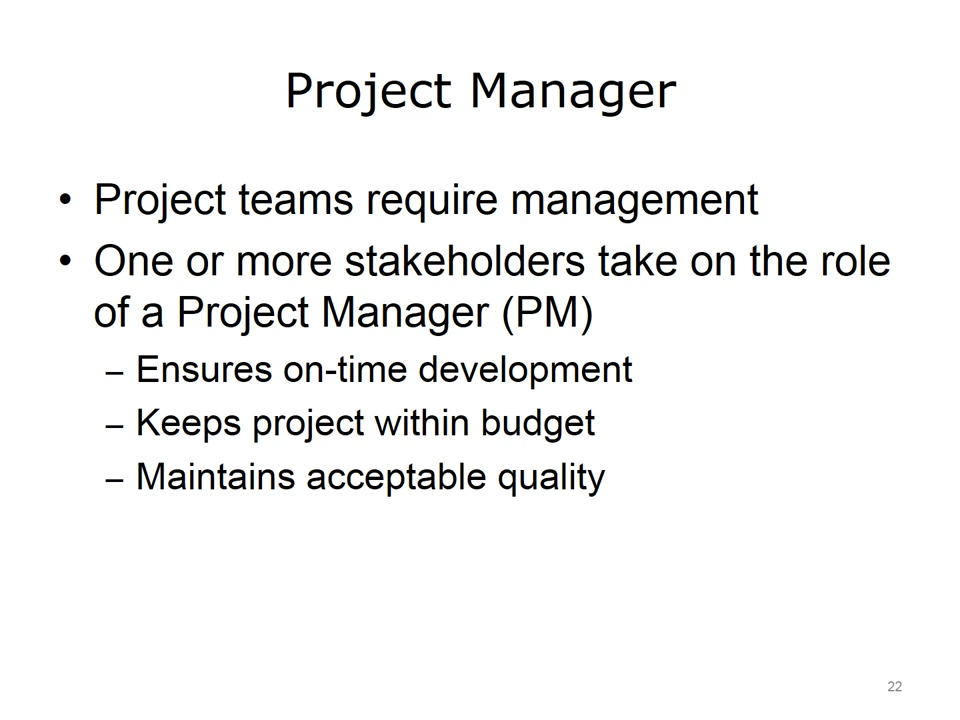 Project Manager
• Project teams require management
• One or more stakeholders take on the role
of a Project Manager (PM)
– Ensures on-time development
– Keeps project within budget
– Maintains acceptable quality
22